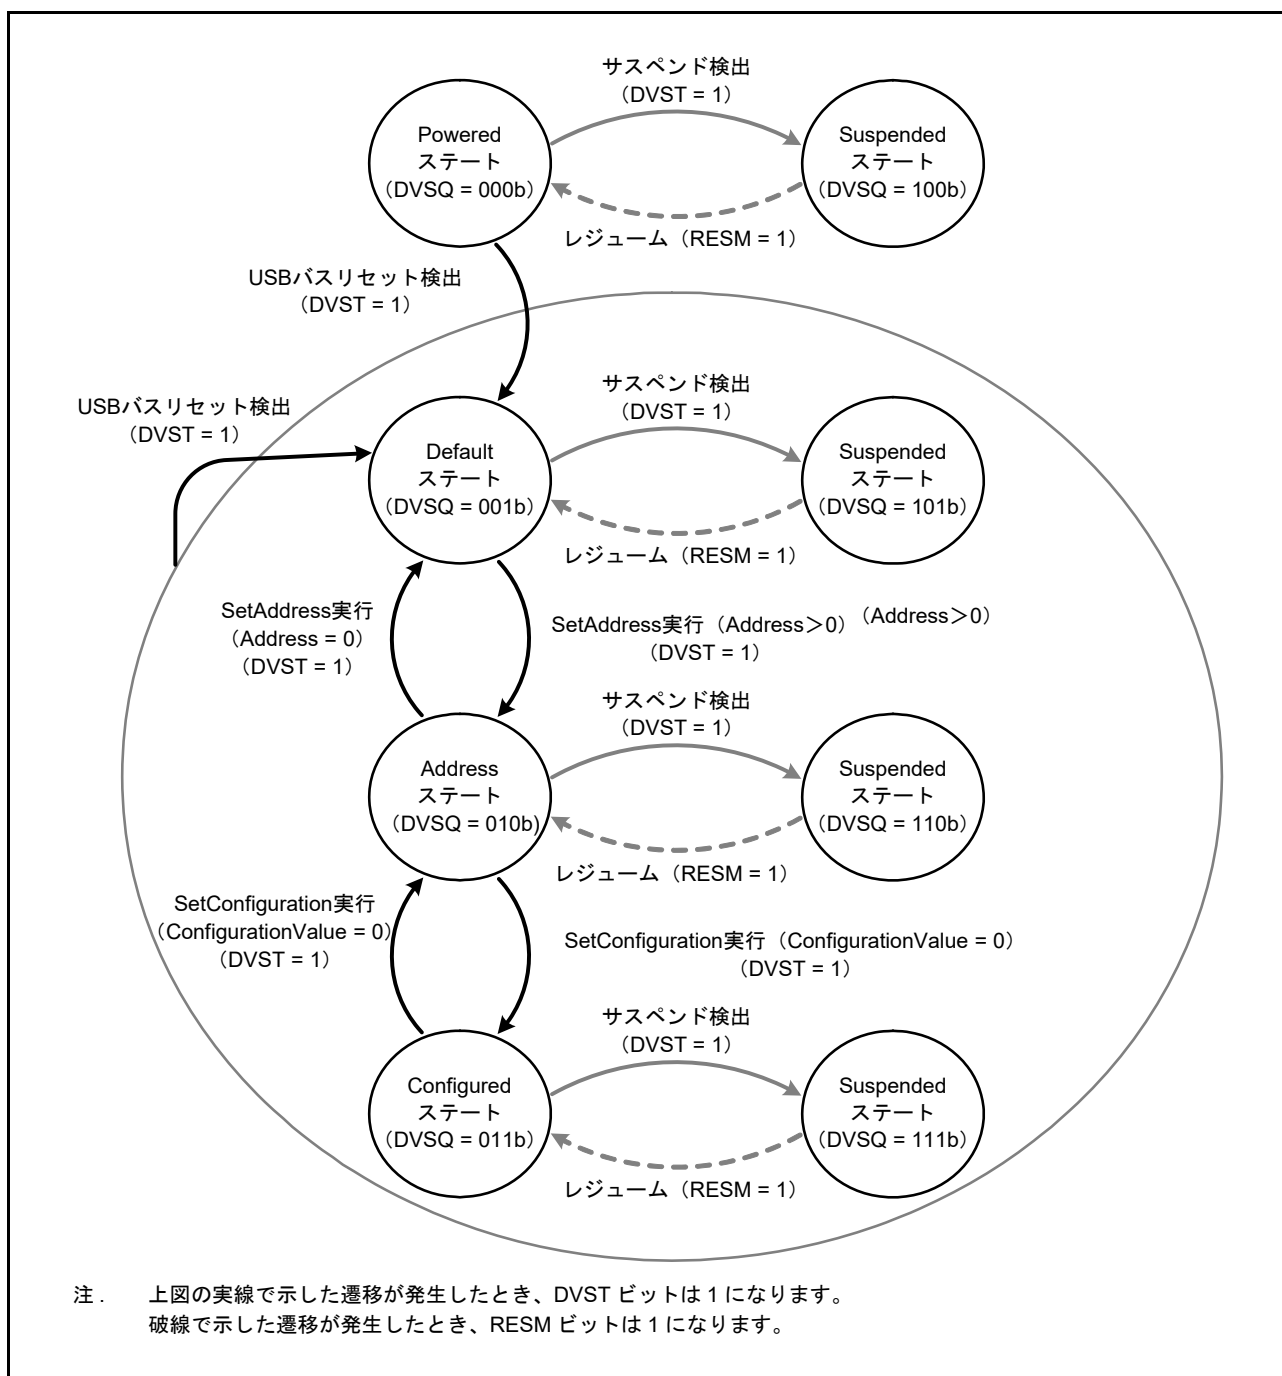 サスペンド検出
（DVST = 1）
Powered
ステート
（DVSQ = 000b）
Suspended
ステート
（DVSQ = 100b）
レジューム（RESM = 1）
USBバスリセット検出
（DVST = 1）
USBバスリセット検出
（DVST = 1）
サスペンド検出
（DVST = 1）
Default
ステート
（DVSQ = 001b）
Suspended
ステート
（DVSQ = 101b）
レジューム（RESM = 1）
SetAddress実行
（Address = 0）
（DVST = 1）
SetAddress実行（Address＞0）（Address＞0）
（DVST = 1）
サスペンド検出
（DVST = 1）
Address
ステート
（DVSQ = 010b)
Suspended
ステート
（DVSQ = 110b）
レジューム（RESM = 1）
SetConfiguration実行
（ConfigurationValue = 0）
（DVST = 1）
SetConfiguration実行（ConfigurationValue = 0）
（DVST = 1）
サスペンド検出
（DVST = 1）
Configured
ステート
（DVSQ = 011b）
Suspended
ステート
（DVSQ = 111b）
レジューム（RESM = 1）
注． 上図の実線で示した遷移が発生したとき、DVST ビットは 1 になります。
破線で示した遷移が発生したとき、RESM ビットは 1 になります。